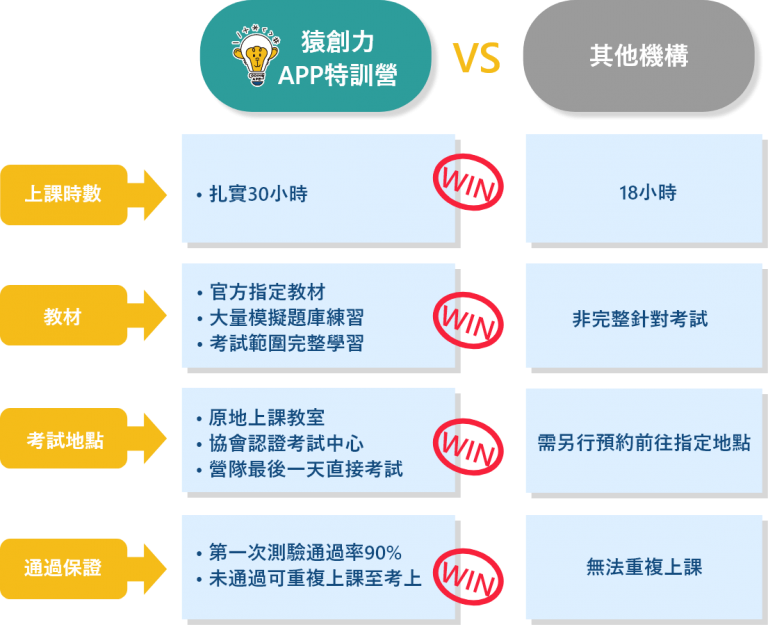 猿創力
APP特訓營
VS
其他機構
上課時數
• 扎實30小時
WIN
18小時
教材
• 官方指定教材
• 大量模擬題庫練習
• 考試範圍完整學習
WIN
非完整針對考試
考試地點
• 原地上課教室
• 協會認證考試中心
• 營隊最後一天直接考試
WIN
需另行預約前往指定地點
通過保證
• 第一次測驗通過率90%
• 未通過可重複上課至考上
WIN
無法重複上課